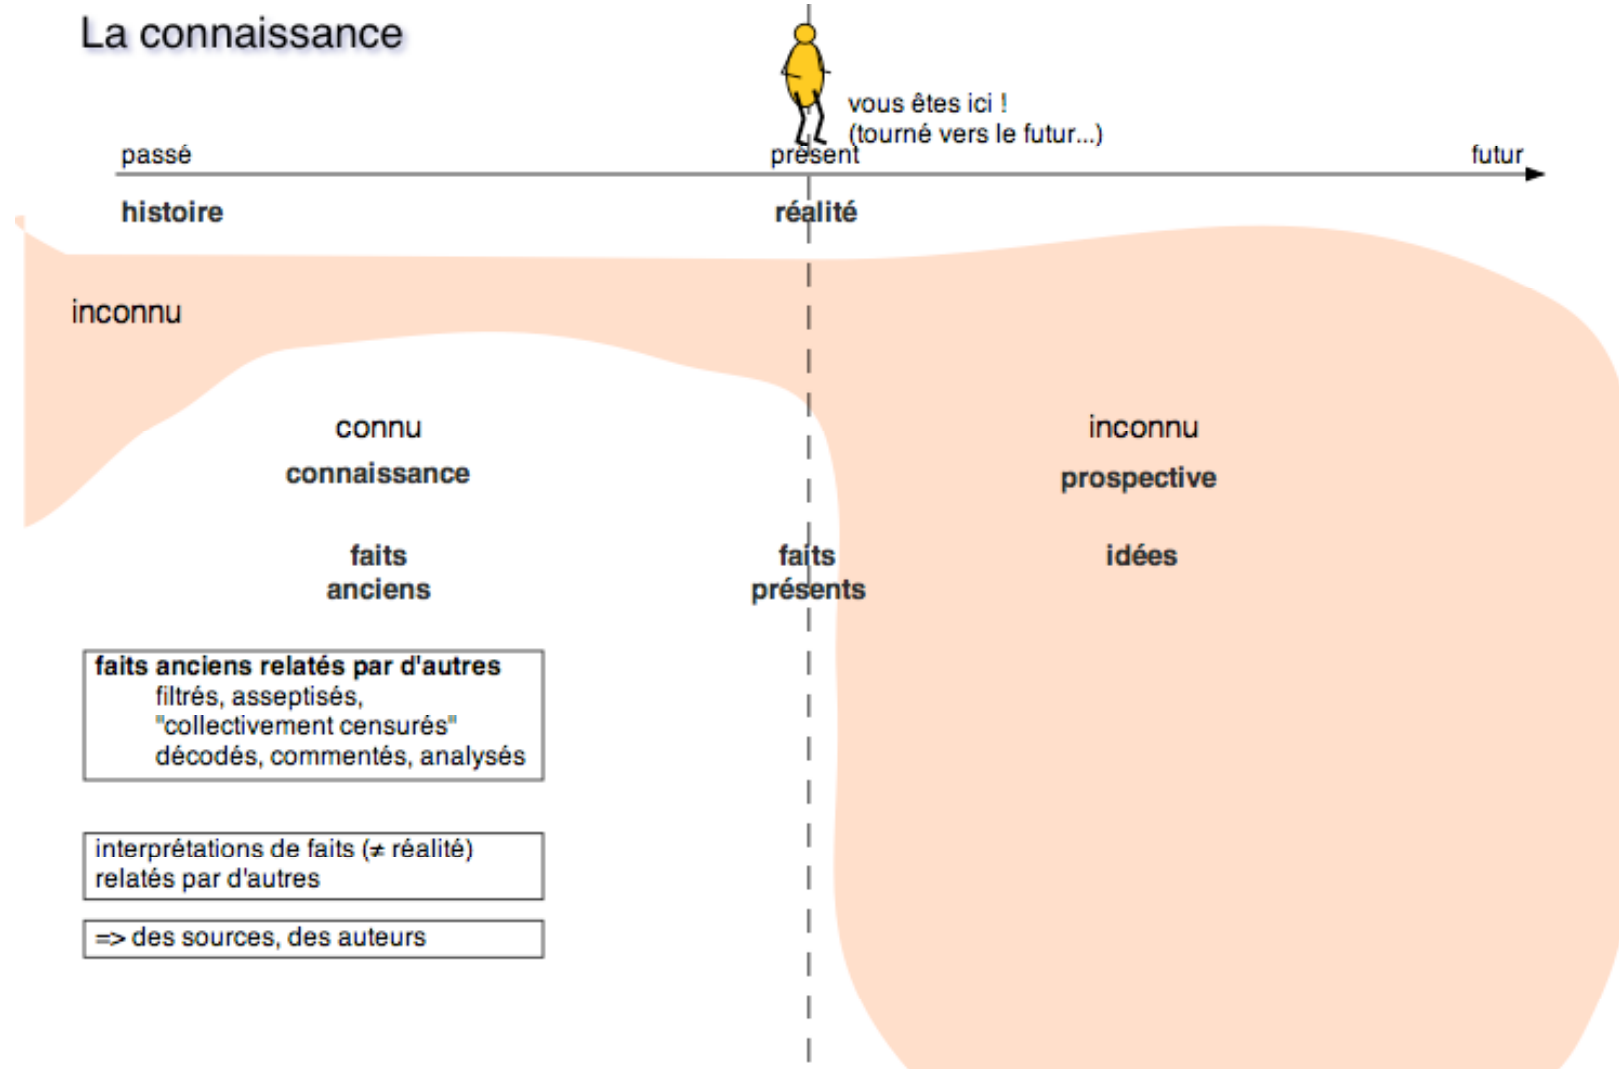 La connaissance
vous êtes ici !
(tourné vers le futur...)
passé
présent
futur
histoire
réalité
inconnu
connu
inconnu
connaissance
prospective
faits
anciens
faits
présents
idées
faits anciens relatés par d'autres
filtrés, aseptisés,
"collectivement censurés"
décodés, commentés, analysés
interprétations de faits (≠ réalité)
relatés par d'autres
=> des sources, des auteurs